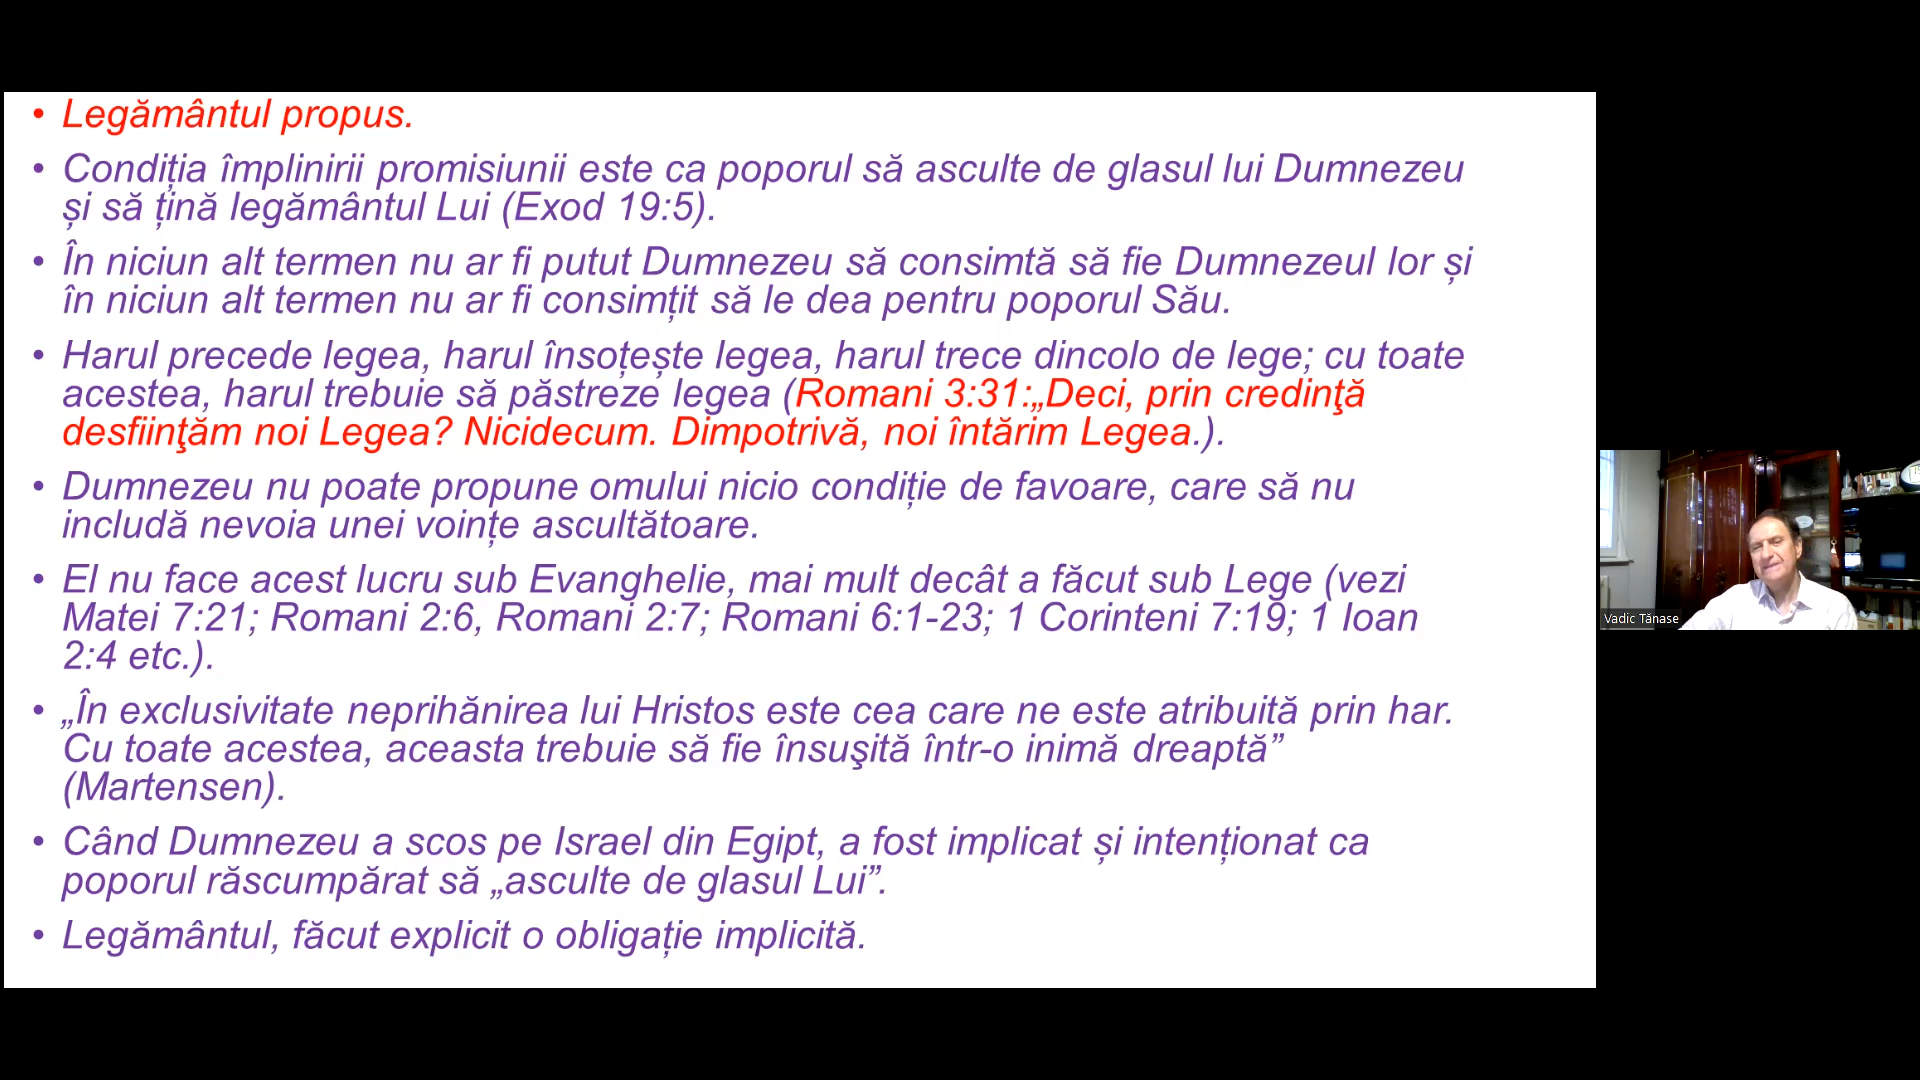 • Legământul propus.
• Condiția împlinirii promisiunii este ca poporul să asculte de glasul lui Dumnezeu
și să țină legământul Lui (Exod 19:5).
• În niciun alt termen nu ar fi putut Dumnezeu să consimtă să fie Dumnezeul lor și
în niciun alt termen nu ar fi consimțit să le dea pentru poporul Său.
• Harul precede legea, harul însoțește legea, harul trece dincolo de lege; cu toate
acestea, harul trebuie să păstreze legea (Romani 3:31:„Deci, prin credinţă
desfiinţăm noi Legea? Nicidecum. Dimpotrivă, noi întărim Legea.).
• Dumnezeu nu poate propune omului nicio condiție de favoare, care să nu
includă nevoia unei voințe ascultătoare.
• El nu face acest lucru sub Evanghelie, mai mult decât a făcut sub Lege (vezi
Matei 7:21; Romani 2:6, Romani 2:7; Romani 6:1-23; 1 Corinteni 7:19; 1 Ioan
2:4 etc.).
• „În exclusivitate neprihănirea lui Hristos este cea care ne este atribuită prin har.
Cu toate acestea, aceasta trebuie să fie însuşită într-o inimă dreaptă”
(Martensen).
• Când Dumnezeu a scos pe Israel din Egipt, a fost implicat și intenționat ca
poporul răscumpărat să „asculte de glasul Lui”.
• Legământul, făcut explicit o obligație implicită.
Vadic Tănase